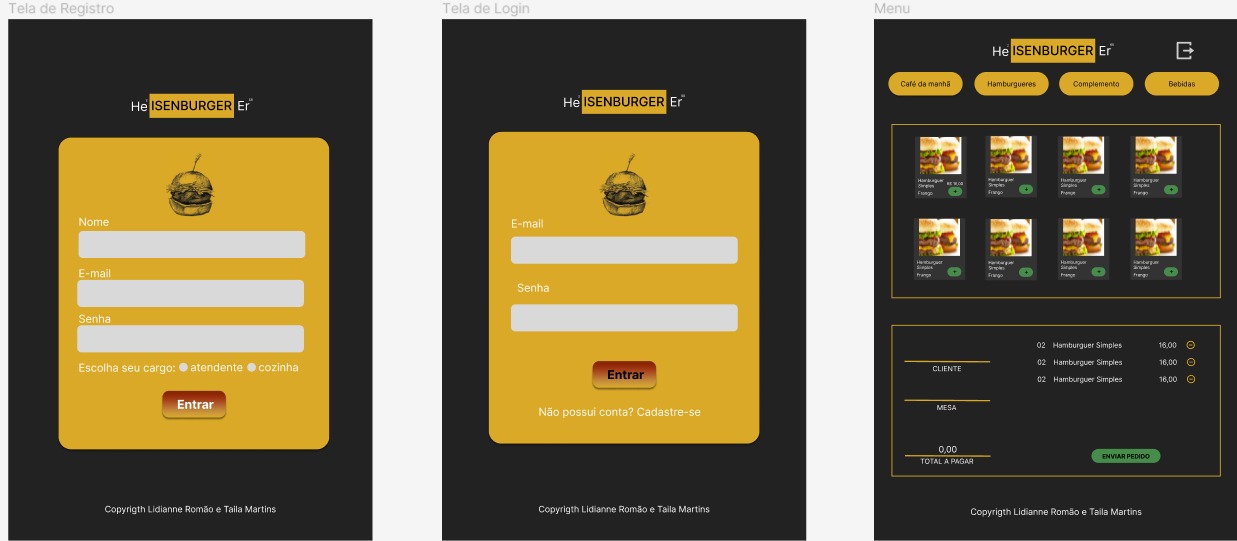 Tela de Registro
He ISENBURGER Er
Nome
E-mail
Senha
Escolha seu cargo: atendente cozinha
Entrar
Copyrigth Lidianne Romão e Taila Martins
Tela de Login
He ISENBURGER Er
E-mail
Senha
Entrar
Não possui conta? Cadastre-se
Copyrigth Lidianne Romão e Taila Martins
Menu
He ISENBURGER Er
Café da manhã Hamburgueres Complemento Bebidas
Hamburguer
Simples R$ 16,00
Frango +
Hamburguer
Simples
Frango +
Hamburguer
Simples
Frango +
Hamburguer
Simples
Frango +
Hamburguer
Simples
Frango +
Hamburguer
Simples
Frango +
Hamburguer
Simples
Frango +
Hamburguer
Simples
Frango +
02 Hamburguer Simples 16,00
02 Hamburguer Simples 16,00
02 Hamburguer Simples 16,00
CLIENTE
MESA
0,00
TOTAL A PAGAR
ENVIAR PEDIDO
Copyrigth Lidianne Romão e Taila Martins